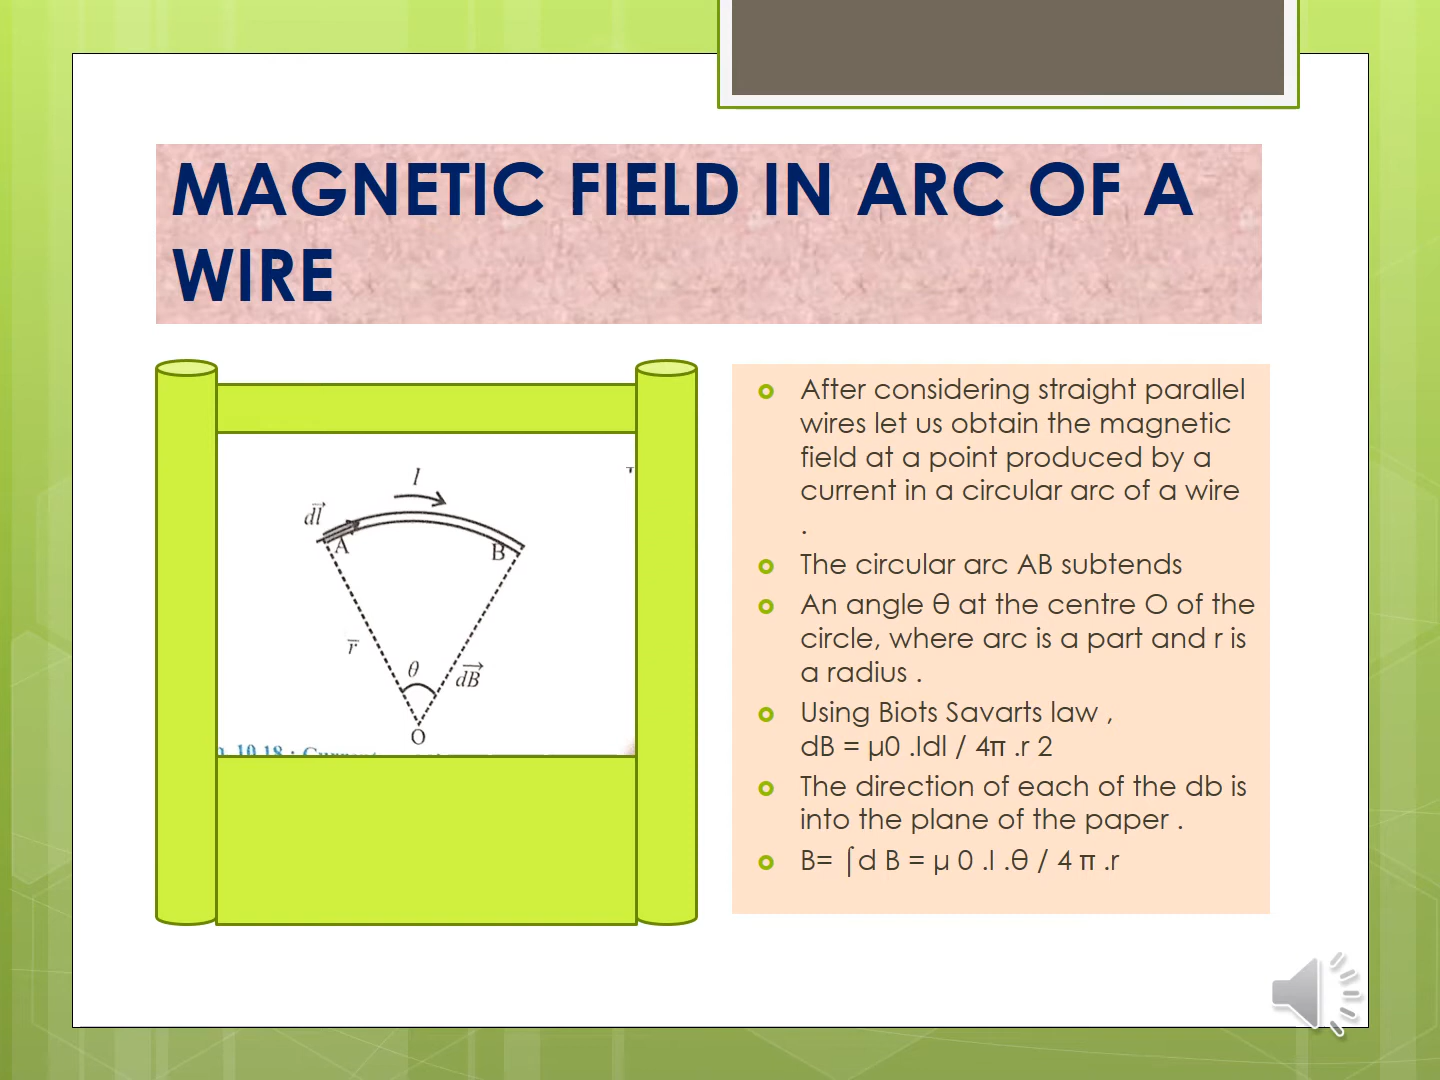 MAGNETIC FIELD IN ARC OF A
WIRE
l
dl
A
B
r
θ
dB
O
10.18 :
After considering straight parallel
wires let us obtain the magnetic
field at a point produced by a
current in a circular arc of a wire
.
The circular arc AB subtends
An angle θ at the centre O of the
circle, where arc is a part and r is
a radius .
Using Biots Savarts law ,
dB = μ0 .Idl / 4π .r 2
The direction of each of the db is
into the plane of the paper .
B= ∫d B = μ 0 .I .θ / 4 π .r